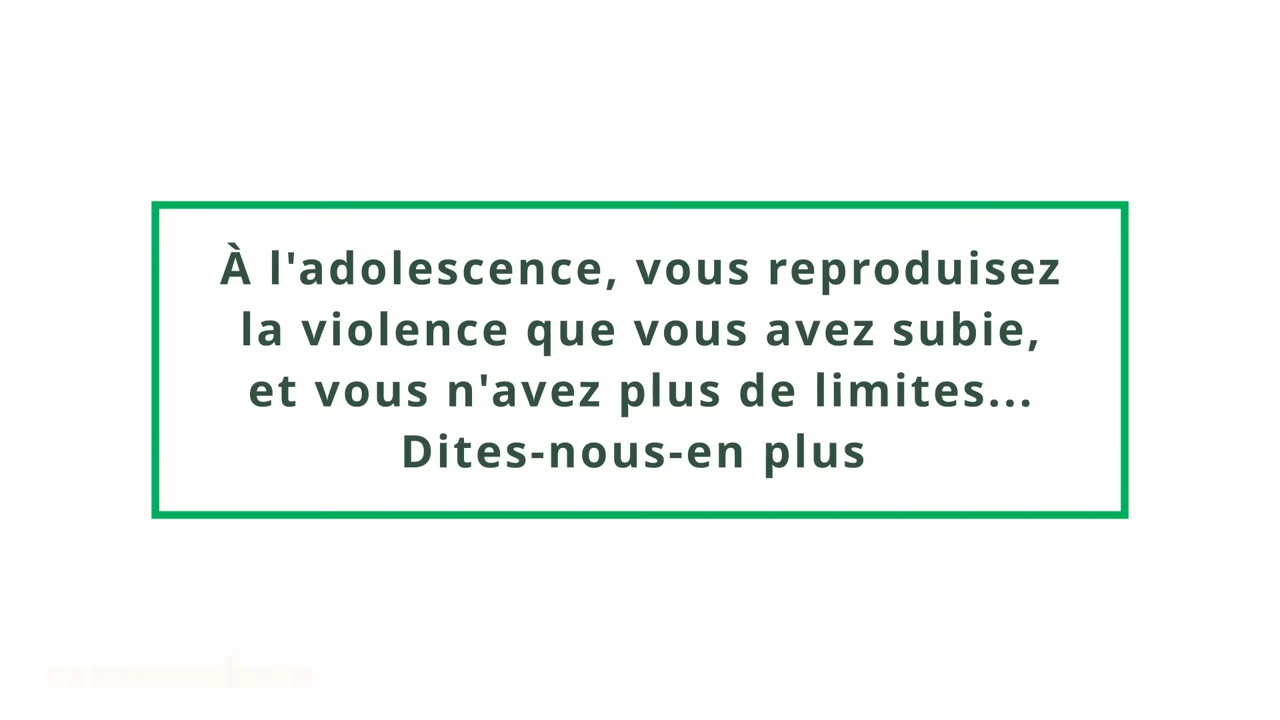 À l'adolescence, vous reproduisez
la violence que vous avez subie,
et vous n'avez plus de limites...
Dites-nous-en plus